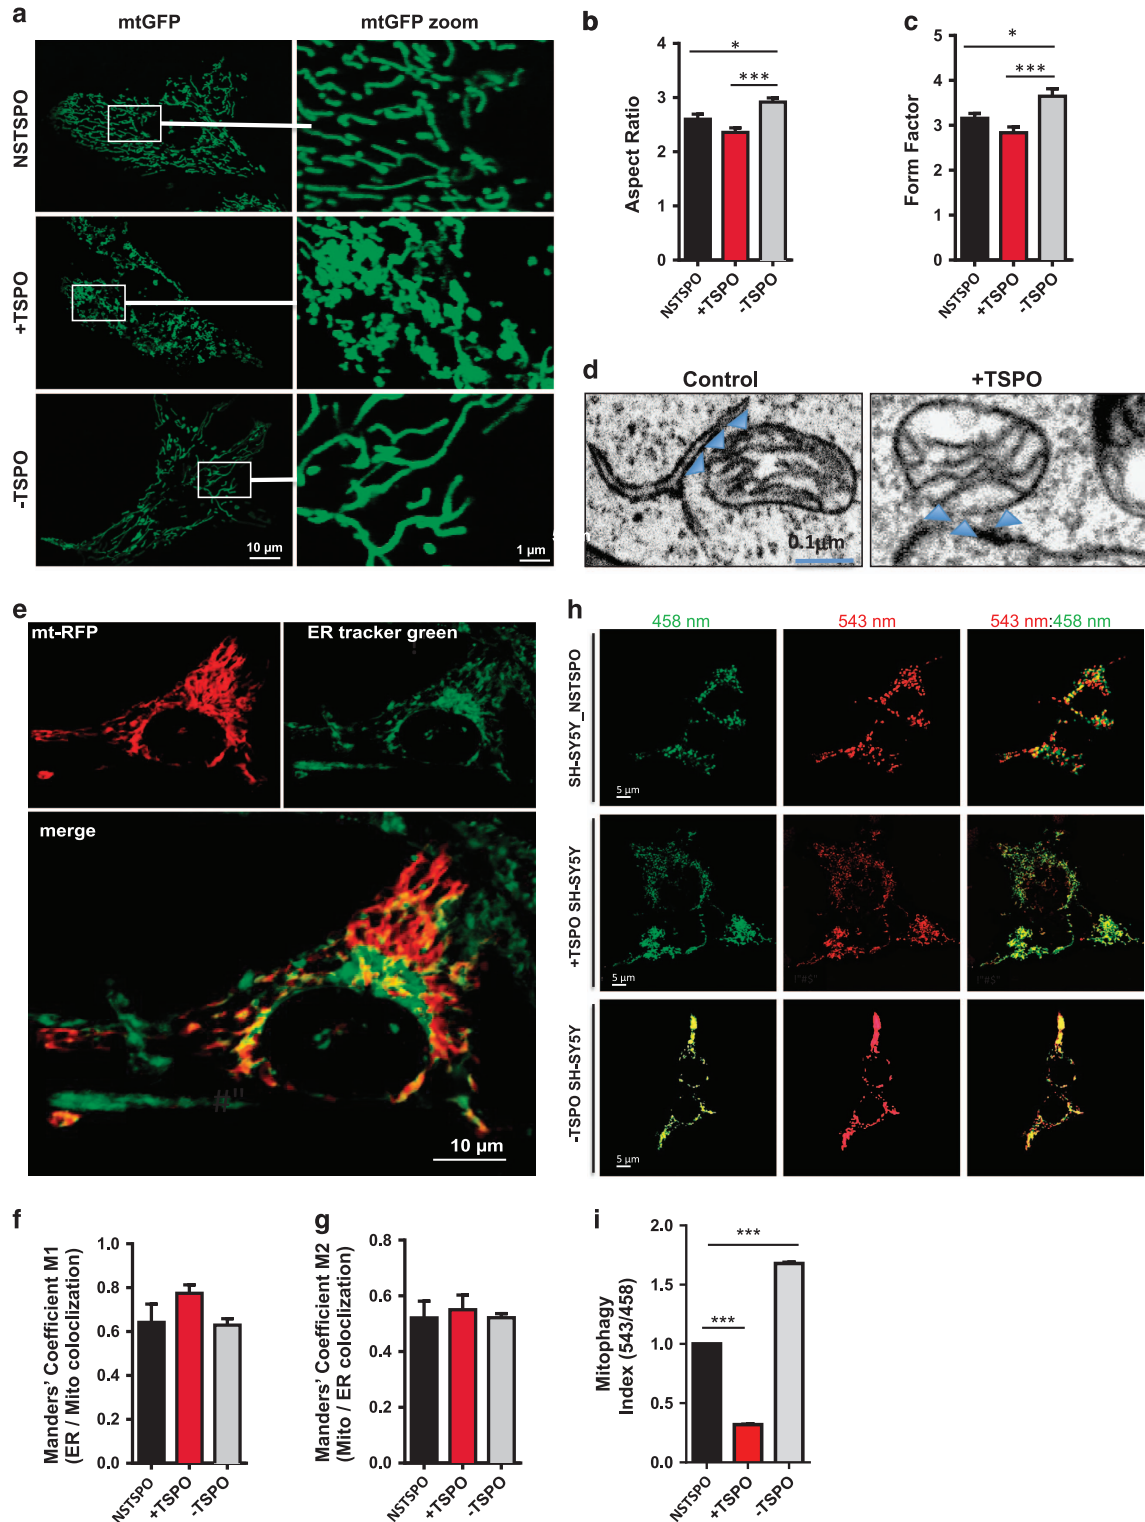 a
mtGFP
mtGFP zoom
NSTSPO
+TSPO
-TSPO
10 µm
1 µm
b
Aspect Ratio
4
3
2
1
0
*
***
NSTSPO
+TSPO
-TSPO
c
Form Factor
5
4
3
2
1
0
*
***
NSTSPO
+TSPO
-TSPO
d
Control
+TSPO
0.1µm
e
mt-RFP
ER tracker green
merge
#"
10 µm
h
458 nm
543 nm
543 nm:458 nm
SH-SY5Y_NSTSPO
5 µm
+TSPO SH-SY5Y
5 µm
-TSPO SH-SY5Y
5 µm
f
Manders' Coefficient M1
(ER / Mito coloclization)
1.0
0.8
0.6
0.4
0.2
0.0
NSTSPO
+TSPO
-TSPO
g
Manders' Coefficient M2
(Mito / ER coloclization)
0.8
0.6
0.4
0.2
0.0
NSTSPO
+TSPO
-TSPO
i
Mitophagy
Index (543/458)
2.0
1.5
1.0
0.5
0.0
***
***
NSTSPO
+TSPO
-TSPO